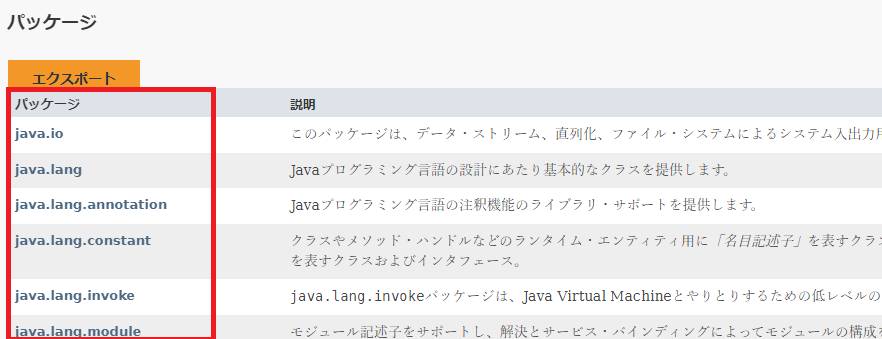 パッケージ
エクスポート
パッケージ 説明
java.io このパッケージは、データ・ストリーム、直列化、ファイル・システムによるシステム入出力用
java.lang Javaプログラミング言語の設計にあたり基本的なクラスを提供します。
java.lang.annotation Javaプログラミング言語の注釈機能のライブラリ・サポートを提供します。
java.lang.constant クラスやメソッド・ハンドルなどのランタイム・エンティティ用に「名目記述子」を表すクラ
を表すクラスおよびインタフェース。
java.lang.invoke java.lang.invokeパッケージは、Java Virtual Machineとやりとりするための低レベルの
java.lang.module モジュール記述子をサポートし、解決とサービス・バインディングによってモジュールの構成を